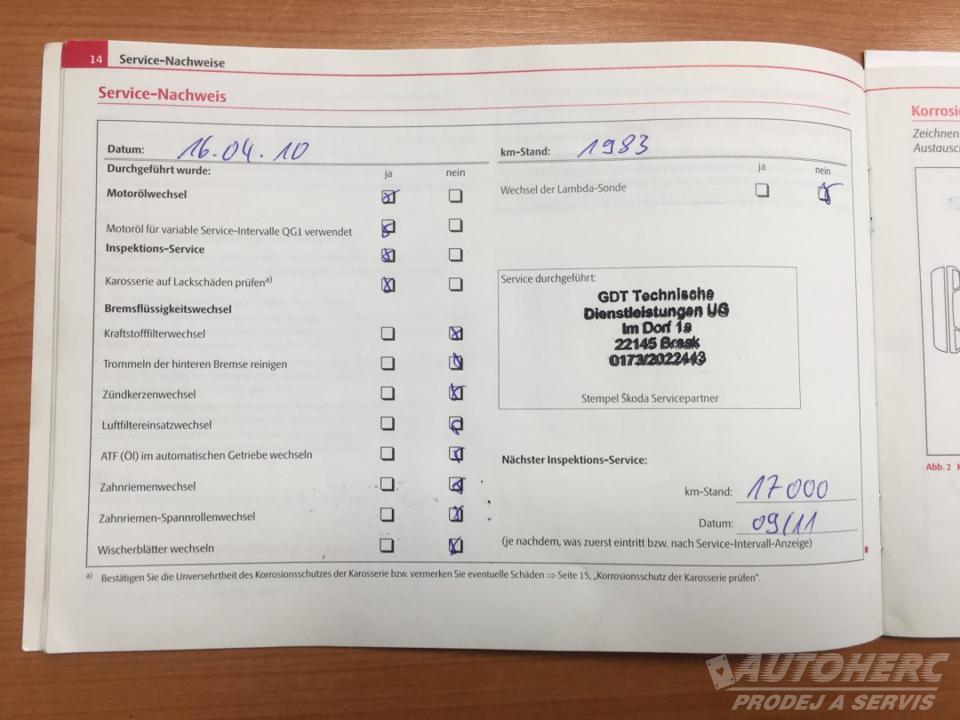 14 Service-Nachweise
Service-Nachweis
Datum: 16.04.10
km-Stand: 1983
Durchgeführt wurde: ja nein
ja nein
Motorölwechsel
Wechsel der Lambda-Sonde
Motoröl für variable Service-Intervalle QG1 verwendet
Inspektions-Service
Karosserie auf Lackschäden prüfen a)
Bremsflüssigkeitswechsel
Kraftstofffilterwechsel
Trommeln der hinteren Bremse reinigen
Zündkerzenwechsel
Luftfiltereinsatzwechsel
ATF (Öl) im automatischen Getriebe wechseln
Zahnriemenwechsel
Zahnriemen-Spannrollenwechsel
Wischerblätter wechseln
Service durchgeführt:
GDT Technische
Dienstleistungen UG
Im Dorf 1a
22145 Braak
0173/2022443
Stempel Škoda Servicepartner
Nächster Inspektions-Service:
km-Stand: 17000
Datum: 09/11
(je nachdem, was zuerst eintritt bzw. nach Service-Intervall-Anzeige)
a) Bestätigen Sie die Unversehrtheit des Korrosionsschutzes der Karosserie bzw. vermerken Sie eventuelle Schäden ⇒ Seite 15, „Korrosionsschutz der Karosserie prüfen“.
Zeichnen
Austausch
Abb. 2
AUTOHERC
PRODEJ A SERVIS